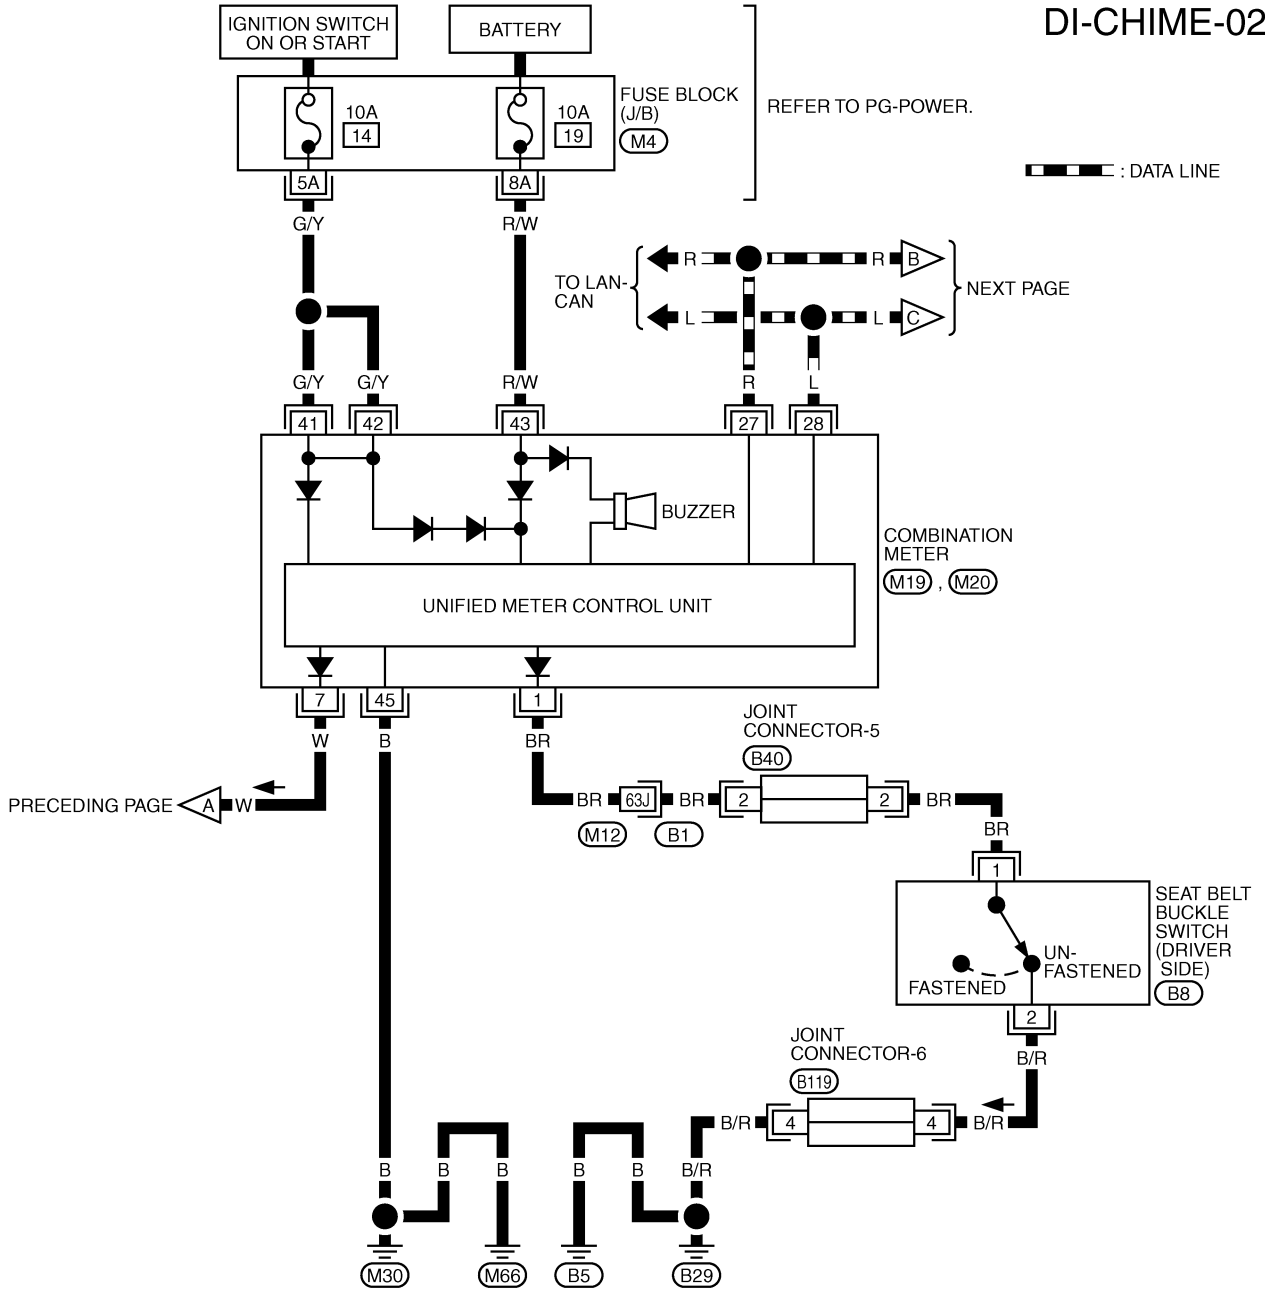 DI-CHIME-02
IGNITION SWITCH
ON OR START
BATTERY
10A
14
10A
19
FUSE BLOCK
(J/B)
M4
REFER TO PG-POWER.
: DATA LINE
5A
8A
G/Y
R/W
TO LAN-
CAN
R
R
B
L
L
C
NEXT PAGE
G/Y
G/Y
R/W
R
L
41
42
43
27
28
BUZZER
COMBINATION
METER
M19 , M20
UNIFIED METER CONTROL UNIT
7
45
1
W
B
BR
PRECEDING PAGE
A
W
BR
63J
BR
M12
B1
JOINT
CONNECTOR-5
B40
2
2
BR
BR
1
SEAT BELT
BUCKLE
SWITCH
(DRIVER
SIDE)
B8
UN-
FASTENED
FASTENED
2
B/R
JOINT
CONNECTOR-6
B119
B/R
4
4
B/R
B
B
B
B
B
B/R
M30
M66
B5
B29